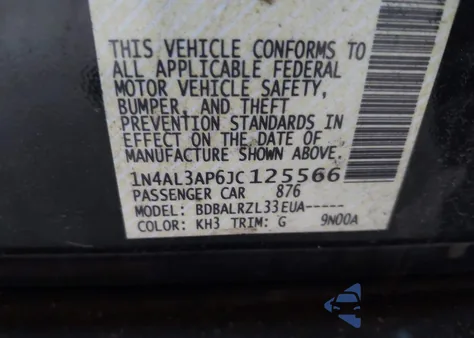 THIS VEHICLE CONFORMS TO
ALL APPLICABLE FEDERAL
MOTOR VEHICLE SAFETY,
BUMPER, AND THEFT
PREVENTION STANDARDS IN
EFFECT ON THE DATE OF
MANUFACTURE SHOWN ABOVE.
1N4AL3AP6JC125566
PASSENGER CAR 876
MODEL: BDBALRZL33EUA-----
COLOR: KH3 TRIM: G 9N00A